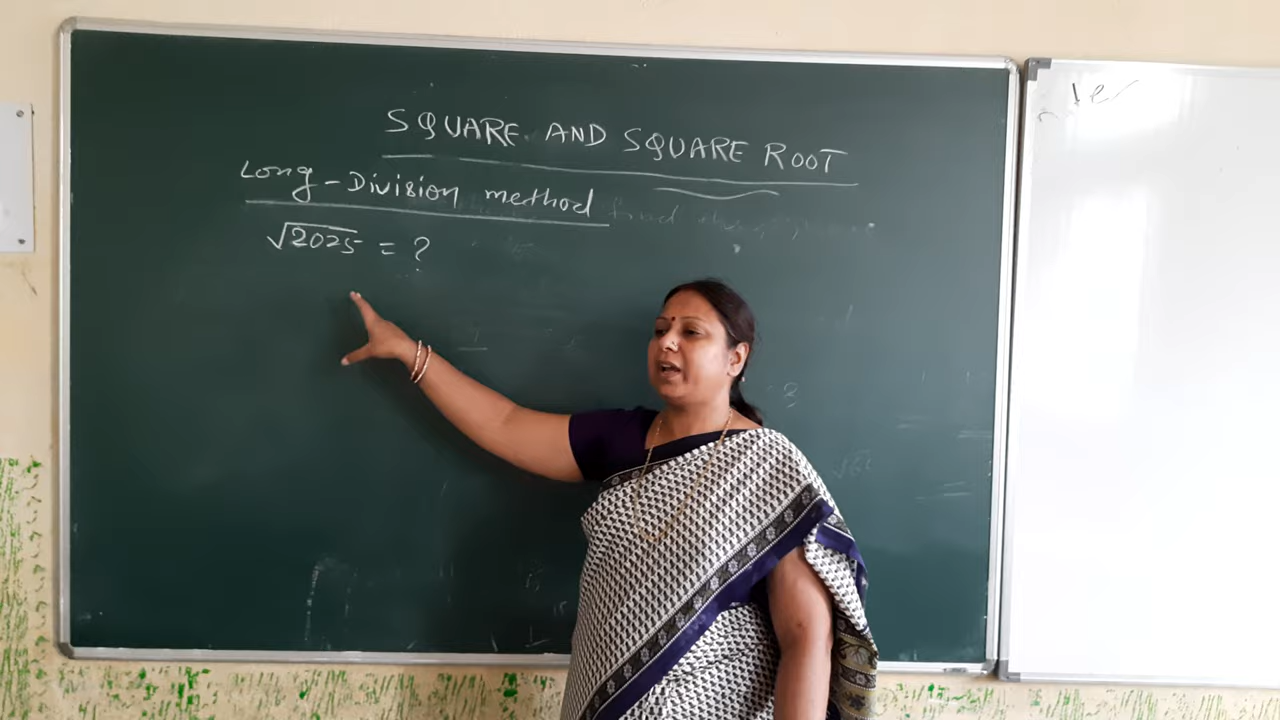 SQUARE AND SQUARE ROOT
Long-Division method
√2025 = ?